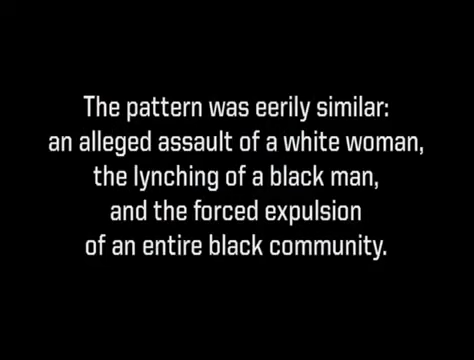 The pattern was eerily similar:
an alleged assault of a white woman,
the lynching of a black man,
and the forced expulsion
of an entire black community.